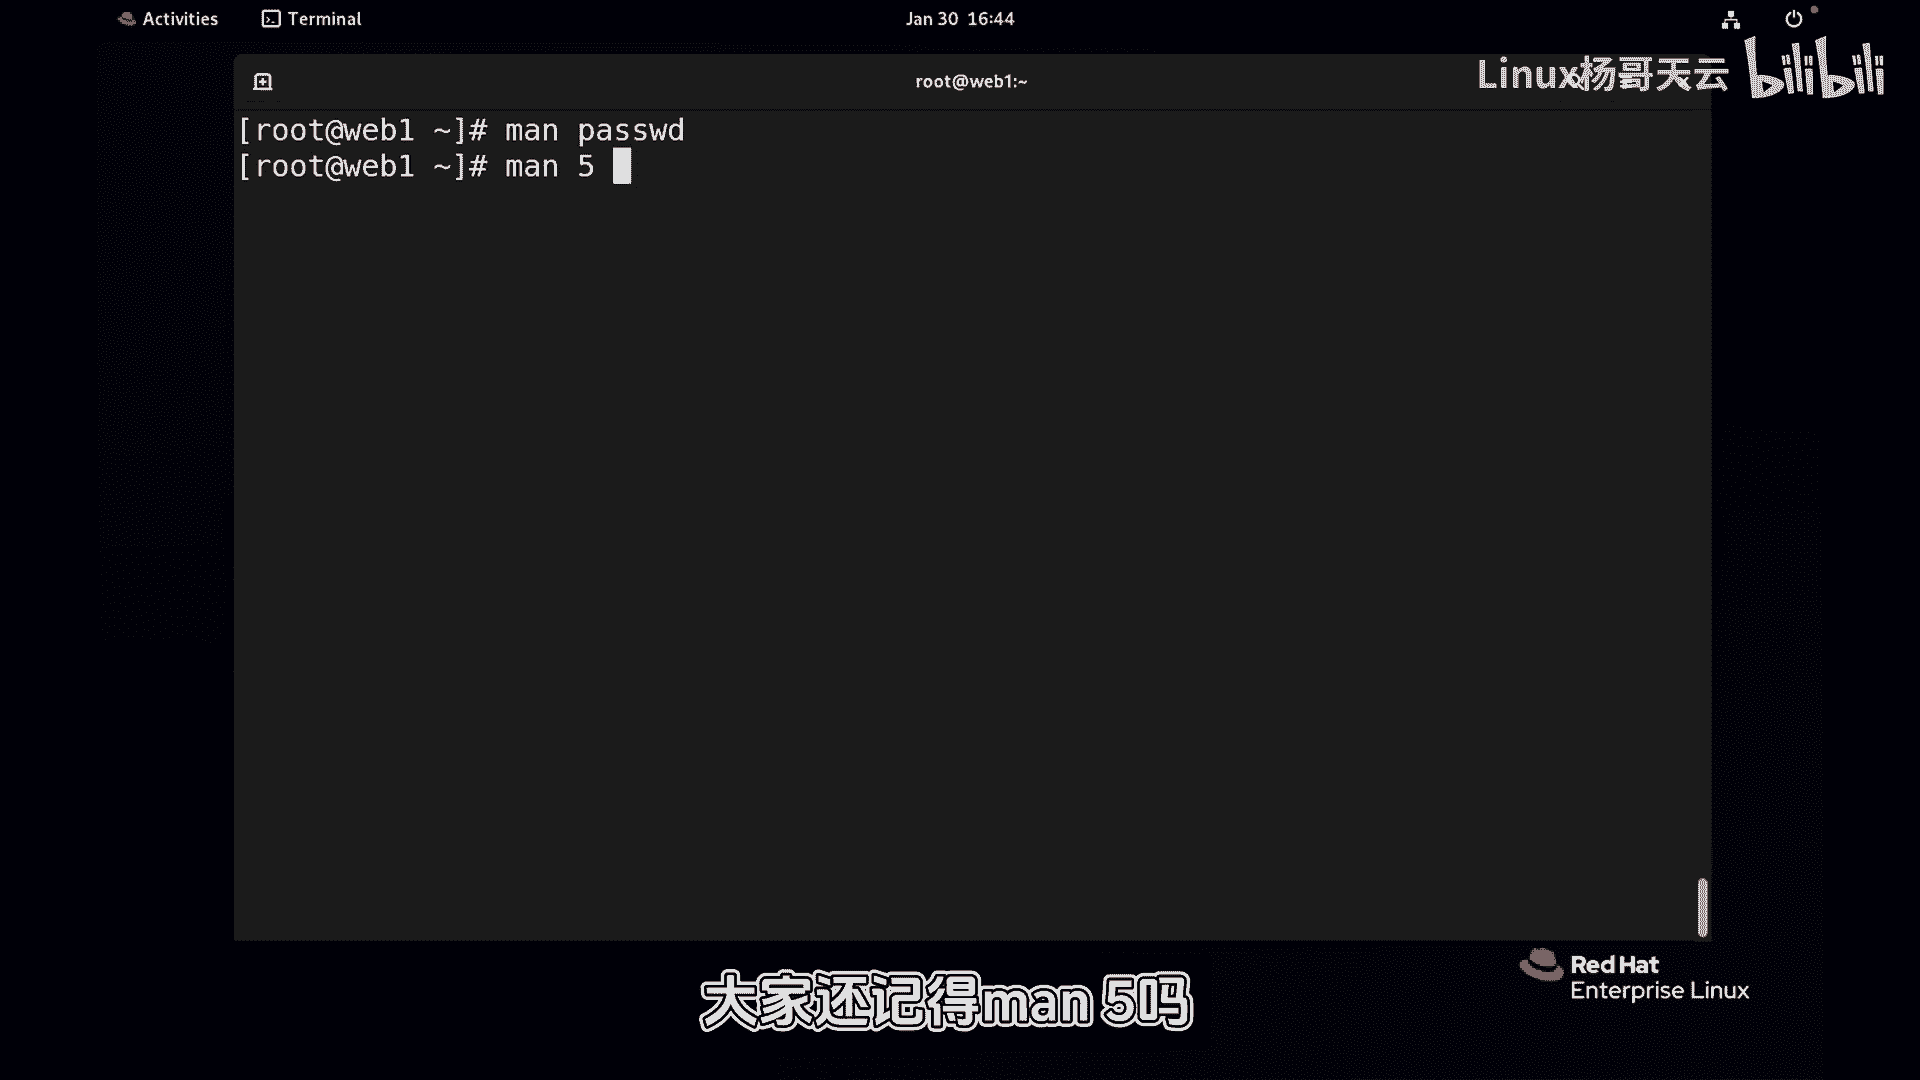 Activities Terminal Jan 30 16:44
root@web1:~
Linux杨哥天云 bilibili
[root@web1 ~]# man passwd
[root@web1 ~]# man 5
Red Hat
Enterprise Linux
大家还记得man 5吗